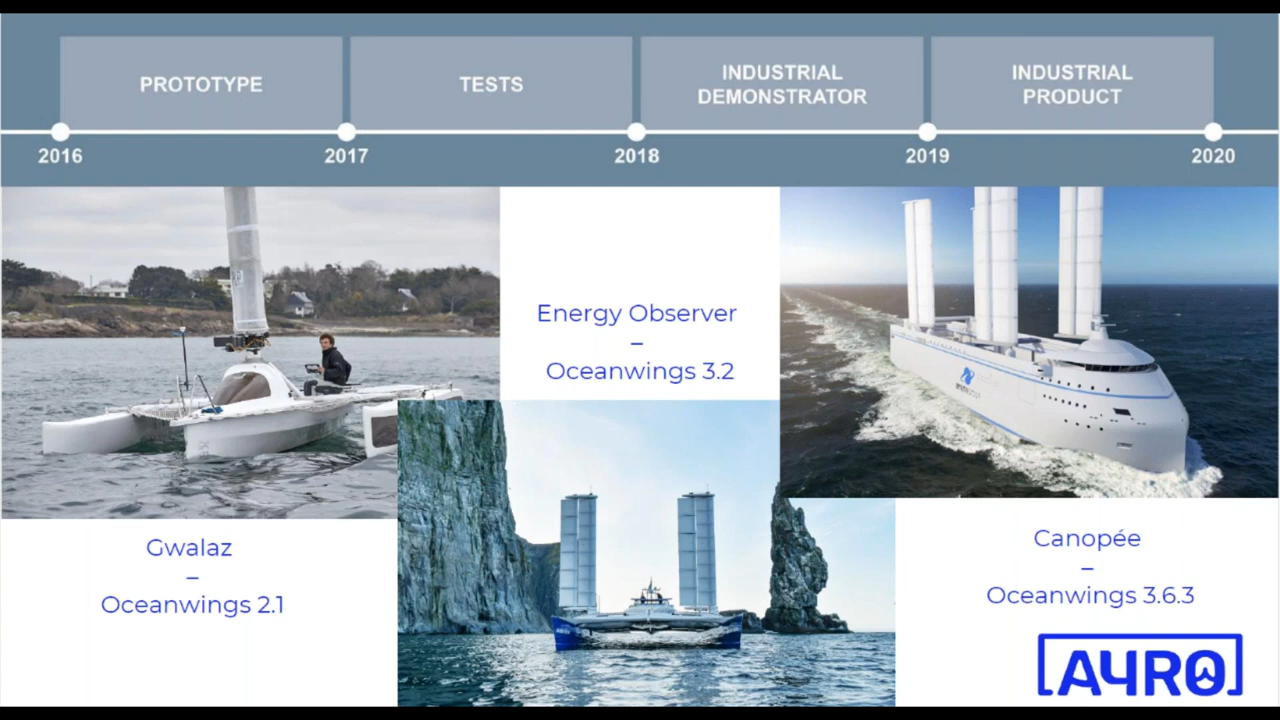 PROTOTYPE
TESTS
INDUSTRIAL
DEMONSTRATOR
INDUSTRIAL
PRODUCT
2016
2017
2018
2019
2020
Energy Observer
–
Oceanwings 3.2
Gwalaz
–
Oceanwings 2.1
Canopée
–
Oceanwings 3.6.3
AYRO